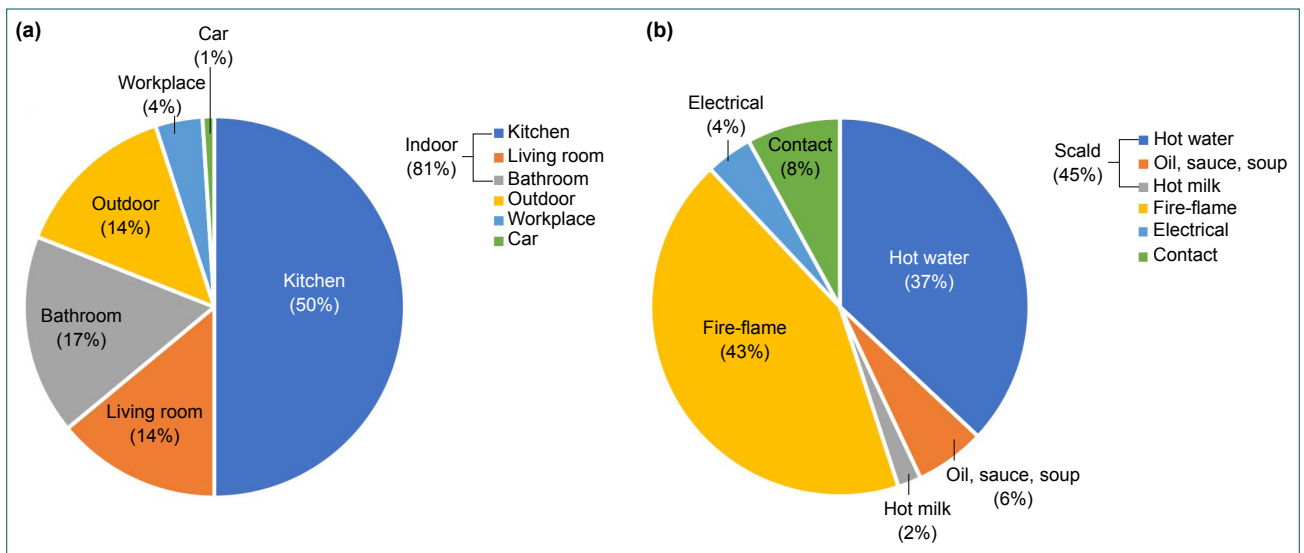 (a)
Car
(1%)
Workplace
(4%)
Outdoor
(14%)
Bathroom
(17%)
Living room
(14%)
Kitchen
(50%)
Indoor
(81%)
Kitchen
Living room
Bathroom
Outdoor
Workplace
Car
(b)
Electrical
(4%)
Contact
(8%)
Hot water
(37%)
Fire-flame
(43%)
Oil, sauce, soup
(6%)
Hot milk
(2%)
Scald
(45%)
Hot water
Oil, sauce, soup
Hot milk
Fire-flame
Electrical
Contact